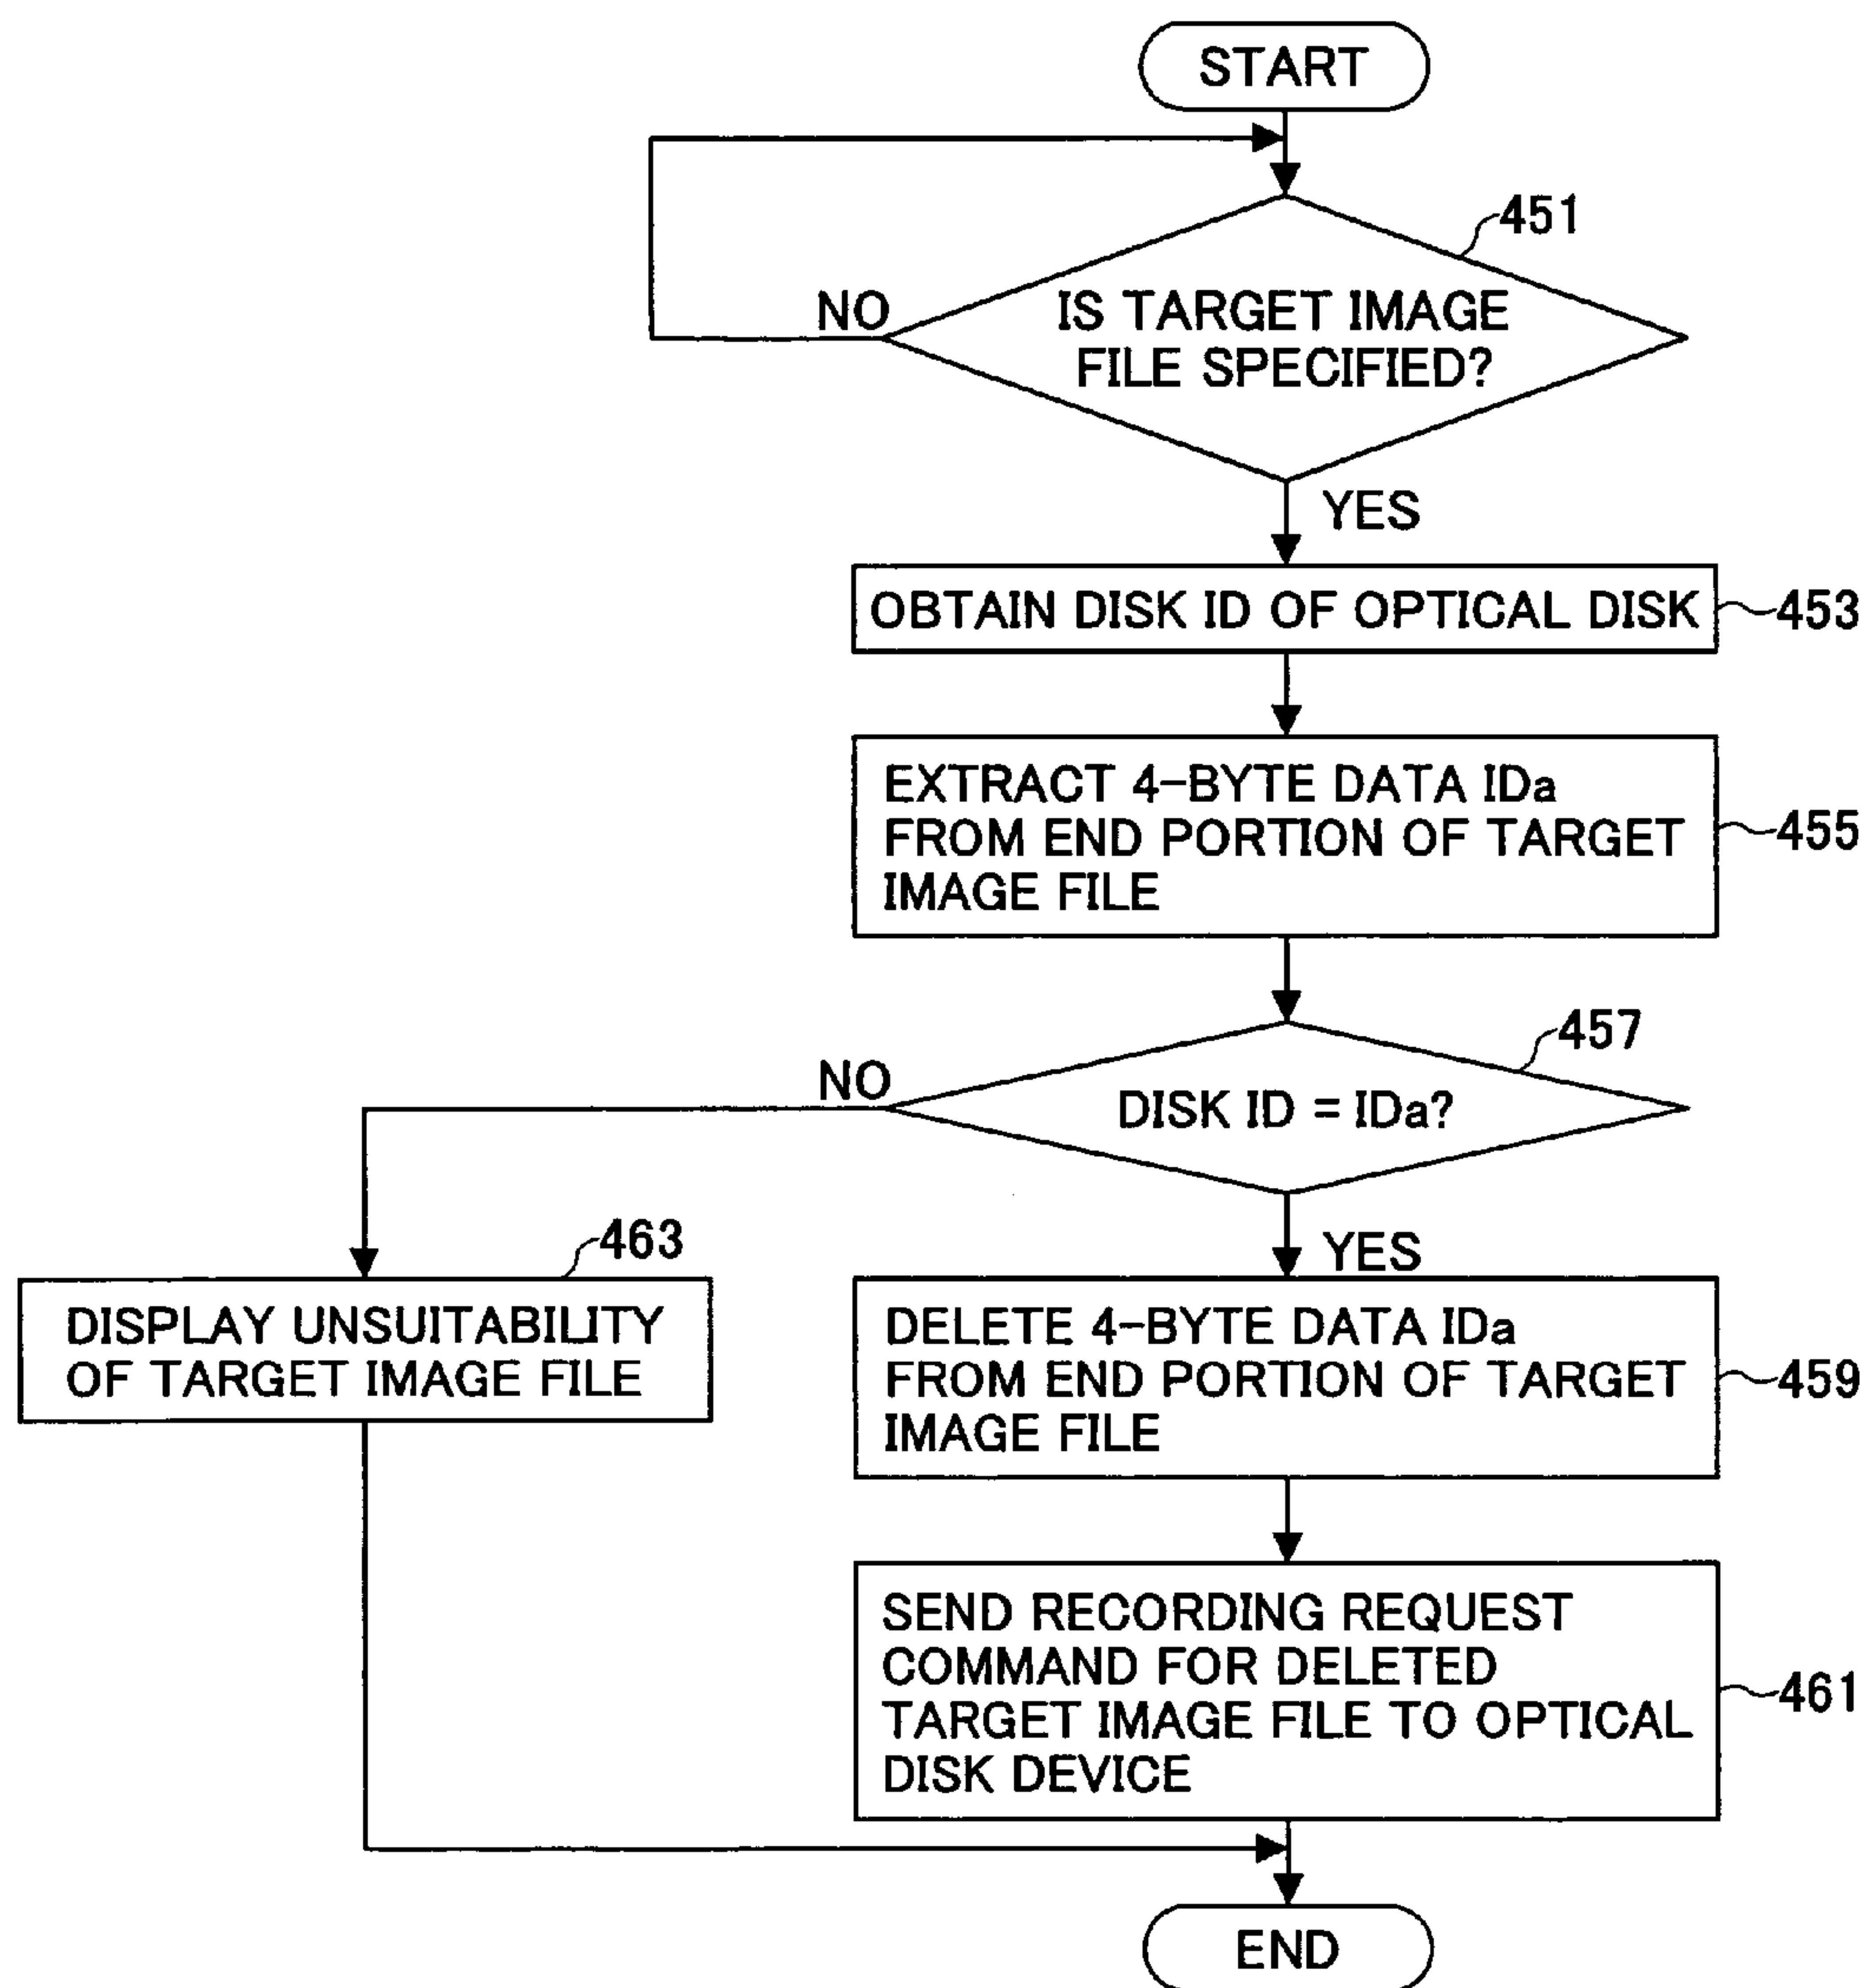 START
451
IS TARGET IMAGE
FILE SPECIFIED?
NO
YES
OBTAIN DISK ID OF OPTICAL DISK
453
EXTRACT 4-BYTE DATA IDa
FROM END PORTION OF TARGET
IMAGE FILE
455
457
DISK ID = IDa?
NO
YES
463
DISPLAY UNSUITABILITY
OF TARGET IMAGE FILE
DELETE 4-BYTE DATA IDa
FROM END PORTION OF TARGET
IMAGE FILE
459
SEND RECORDING REQUEST
COMMAND FOR DELETED
TARGET IMAGE FILE TO OPTICAL
DISK DEVICE
461
END